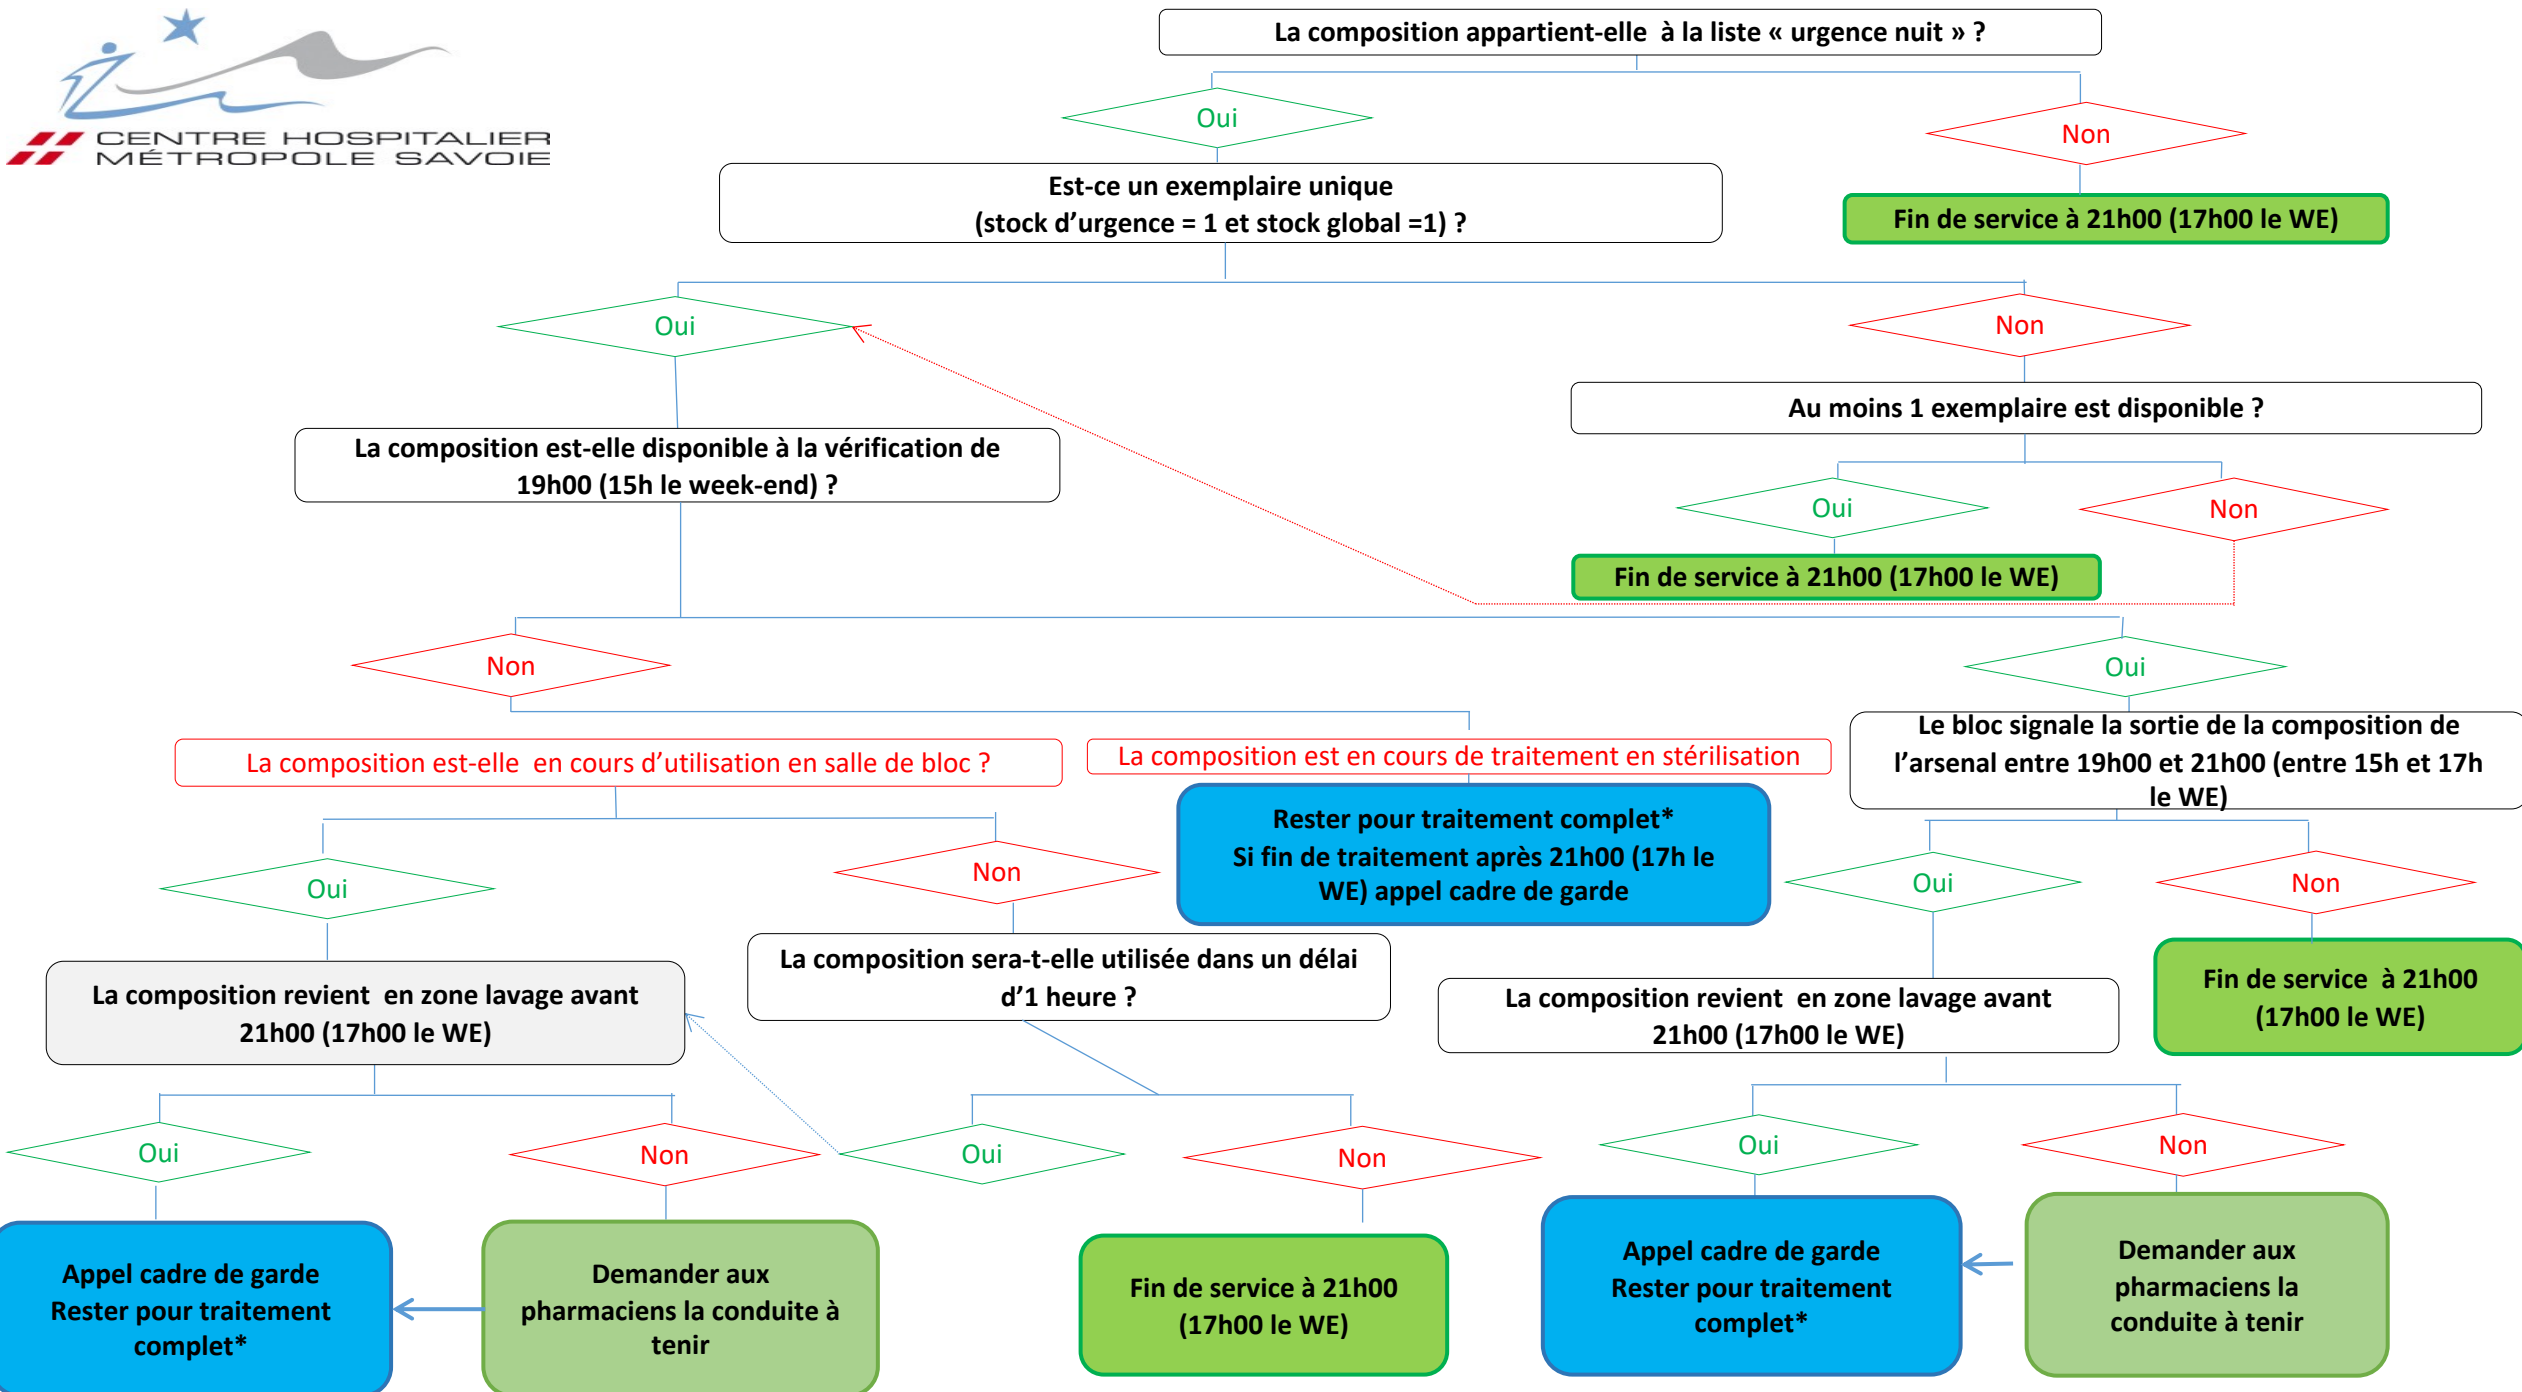 La composition appartient-elle à la liste « urgence nuit » ?
CENTRE HOSPITALIER
MÉTROPOLE SAVOIE
Oui
Non
Est-ce un exemplaire unique
(stock d'urgence = 1 et stock global =1) ?
Fin de service à 21h00 (17h00 le WE)
Oui
Non
Au moins 1 exemplaire est disponible ?
La composition est-elle disponible à la vérification de
19h00 (15h le week-end) ?
Oui
Non
Fin de service à 21h00 (17h00 le WE)
Non
Oui
La composition est-elle en cours d'utilisation en salle de bloc ?
La composition est en cours de traitement en stérilisation
Le bloc signale la sortie de la composition de
l'arsenal entre 19h00 et 21h00 (entre 15h et 17h
le WE)
Rester pour traitement complet*
Si fin de traitement après 21h00 (17h le
WE) appel cadre de garde
Oui
Non
Oui
Non
La composition revient en zone lavage avant
21h00 (17h00 le WE)
La composition sera-t-elle utilisée dans un délai
d'1 heure ?
La composition revient en zone lavage avant
21h00 (17h00 le WE)
Fin de service à 21h00
(17h00 le WE)
Oui
Non
Oui
Non
Oui
Non
Appel cadre de garde
Rester pour traitement
complet*
Demander aux
pharmaciens la conduite à
tenir
Fin de service à 21h00
(17h00 le WE)
Appel cadre de garde
Rester pour traitement
complet*
Demander aux
pharmaciens la
conduite à tenir